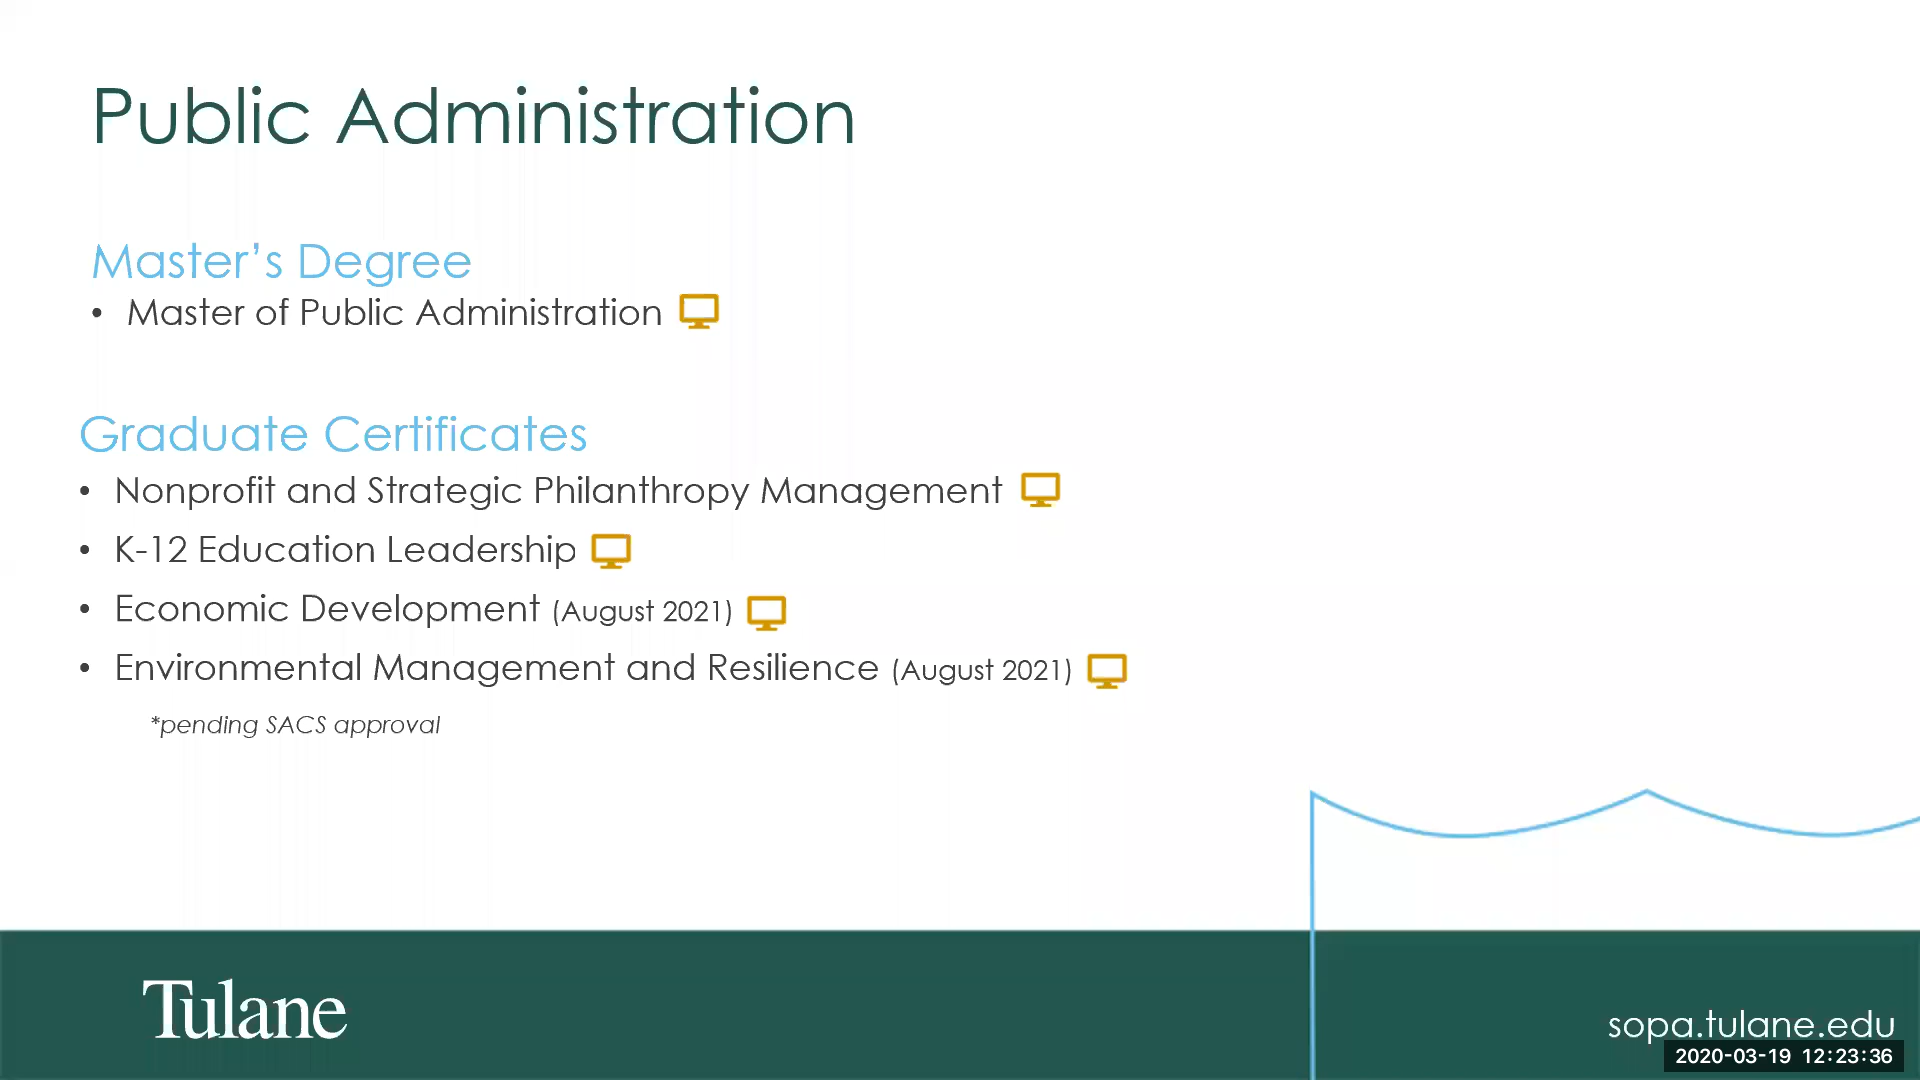 Public Administration
Master’s Degree
• Master of Public Administration
Graduate Certificates
• Nonprofit and Strategic Philanthropy Management
• K-12 Education Leadership
• Economic Development (August 2021)
• Environmental Management and Resilience (August 2021)
*pending SACS approval
Tulane
sopa.tulane.edu
2020-03-19 12:23:36